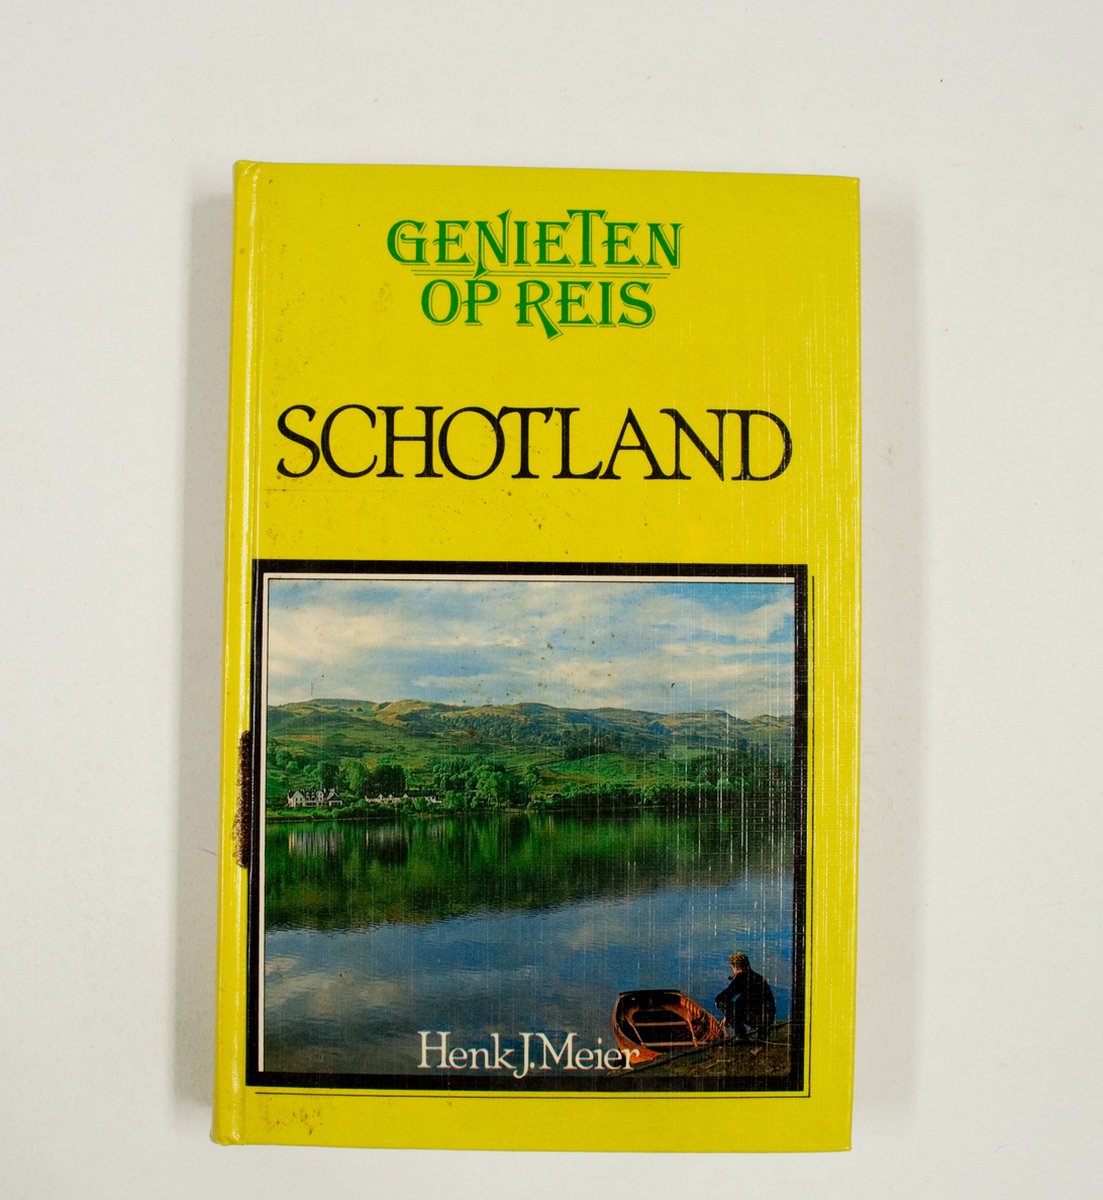 GENIETEN
OP REIS
SCHOTLAND
Henk J. Meier